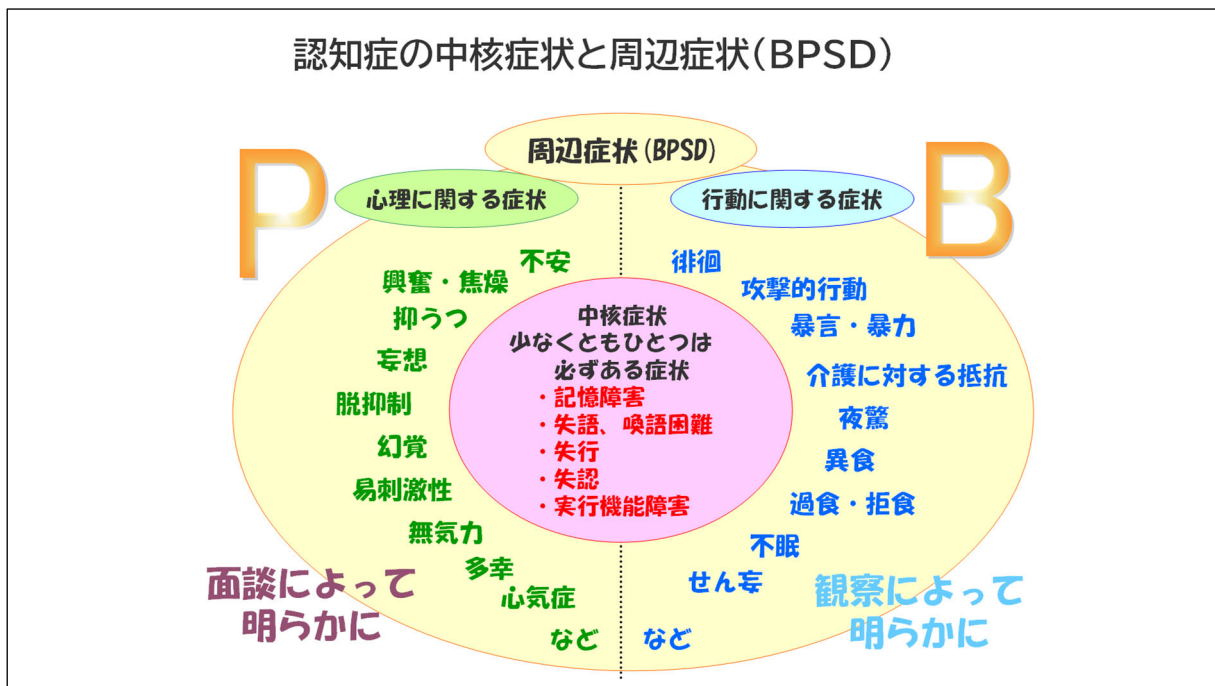 認知症の中核症状と周辺症状(BPSD)
周辺症状(BPSD)
P
B
心理に関する症状
行動に関する症状
不安
興奮・焦燥
抑うつ
妄想
脱抑制
幻覚
易刺激性
無気力
多幸
心気症
など
中核症状
少なくともひとつは
必ずある症状
・記憶障害
・失語、喚語困難
・失行
・失認
・実行機能障害
徘徊
攻撃的行動
暴言・暴力
介護に対する抵抗
夜驚
異食
過食・拒食
不眠
せん妄
など
面談によって
明らかに
観察によって
明らかに